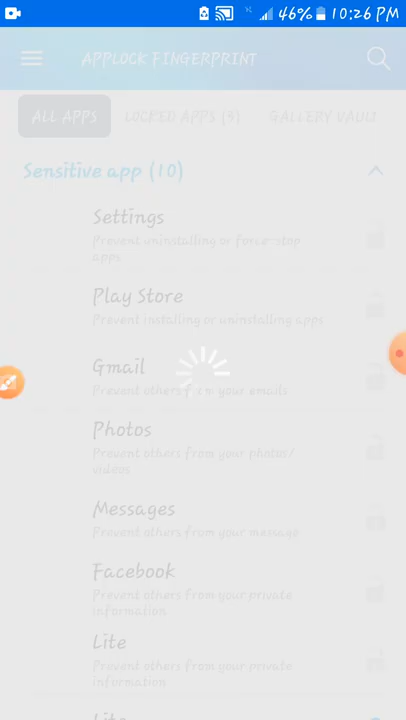 46% 10:26 PM
APPLOCK FINGERPRINT
ALL APPS LOCKED APPS (3) GALLERY VAULT
Sensitive app (10)
Settings
Prevent uninstalling or force-stop
apps
Play Store
Prevent installing or uninstalling apps
Gmail
Prevent others your emails
Photos
Prevent others from your photos/
videos
Messages
Prevent others from your message
Facebook
Prevent others from your private
information
Lite
Prevent others from your private
information
Lite